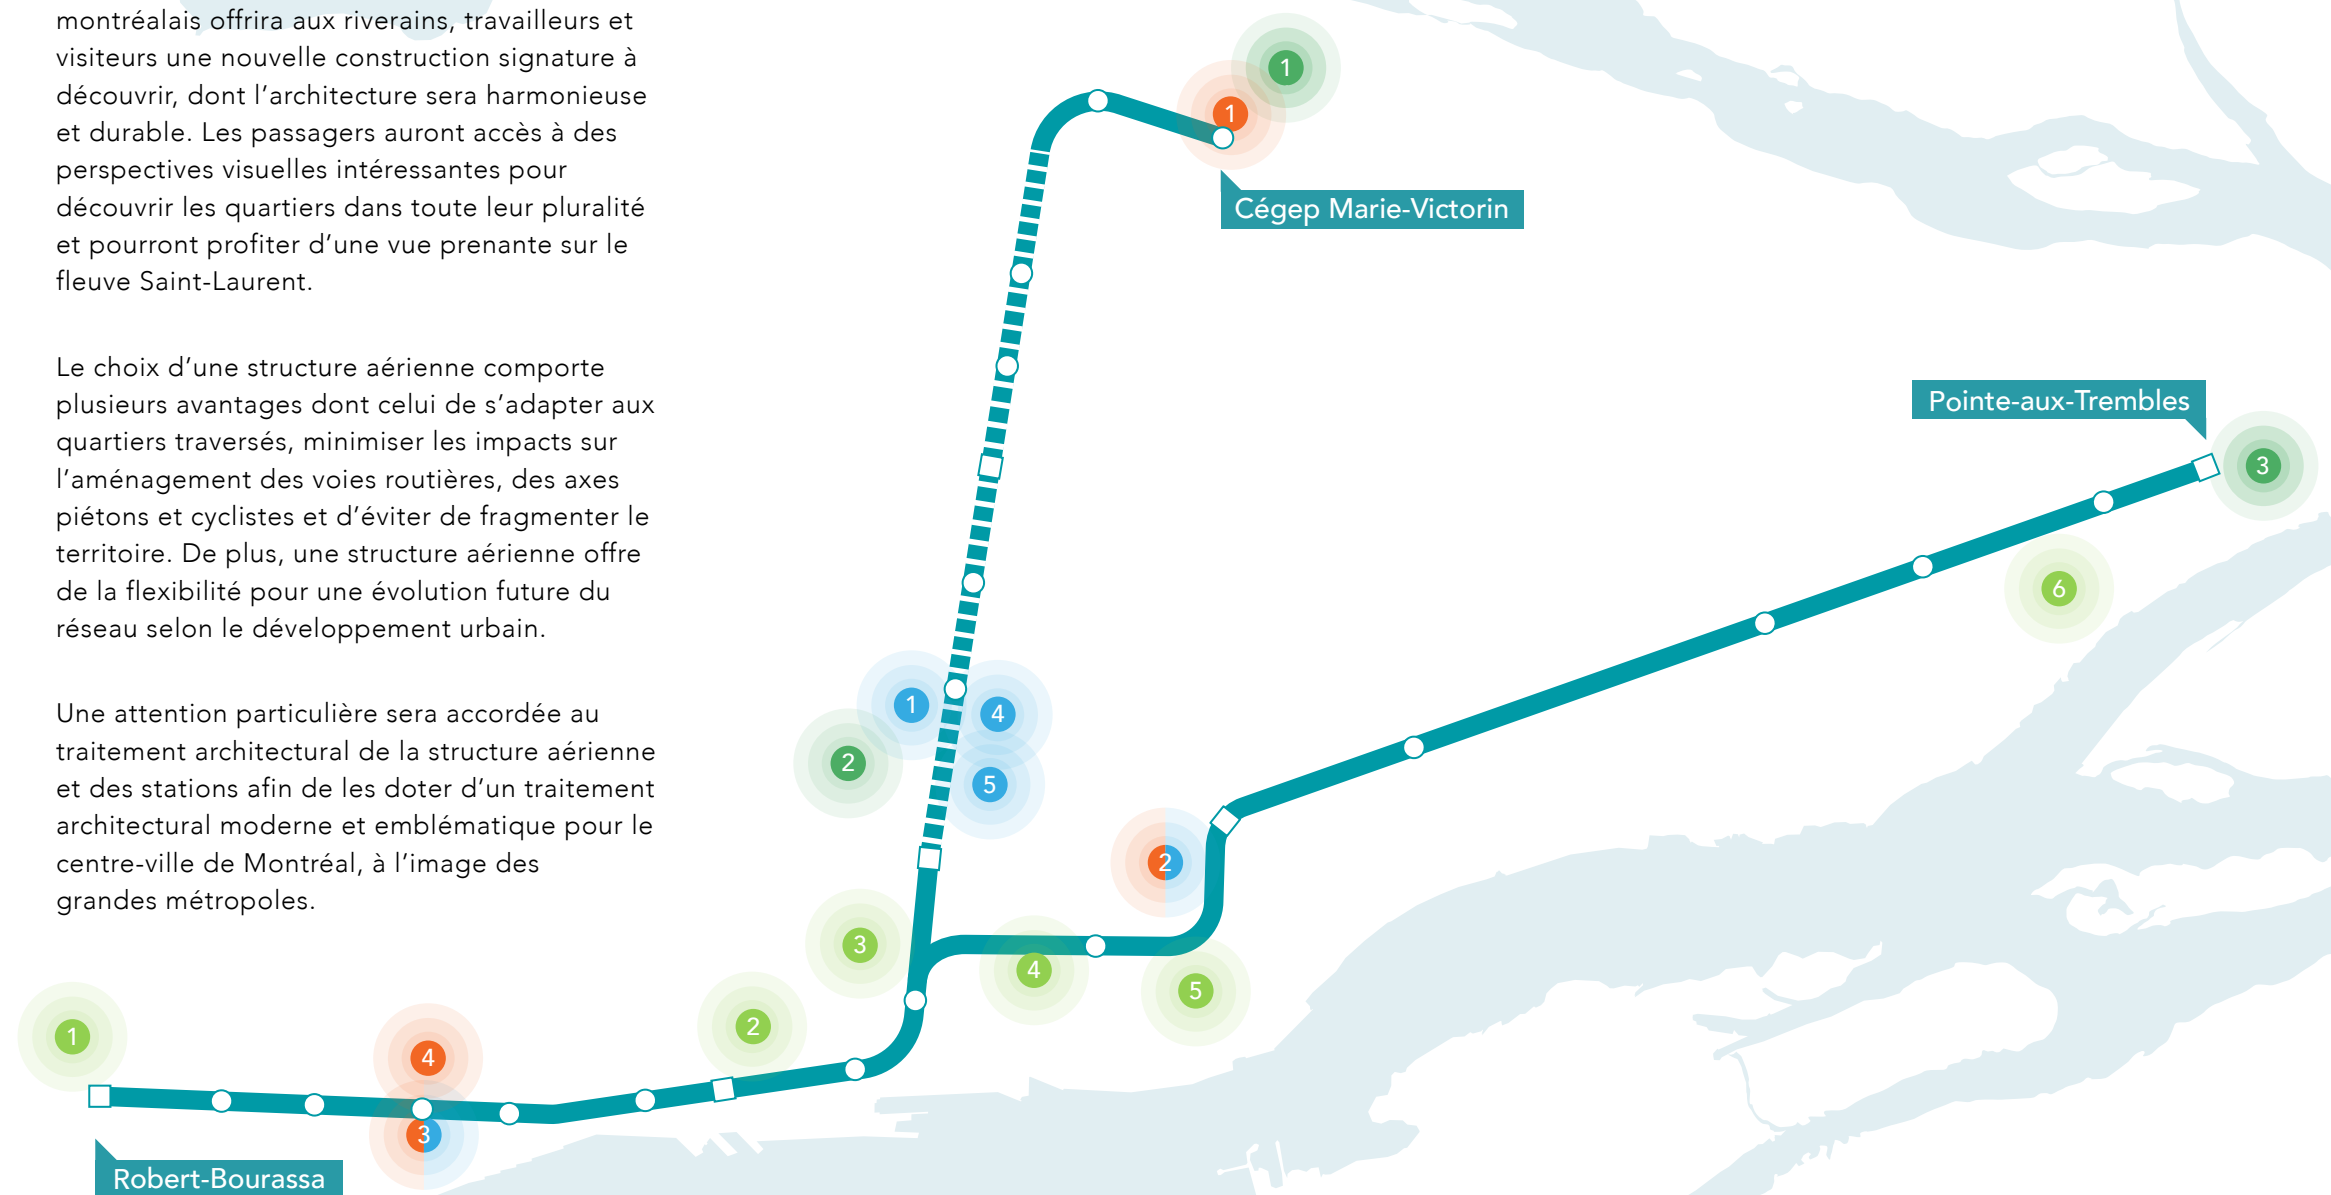 montréalais offrira aux riverains, travailleurs et
visiteurs une nouvelle construction signature à
découvrir, dont l’architecture sera harmonieuse
et durable. Les passagers auront accès à des
perspectives visuelles intéressantes pour
découvrir les quartiers dans toute leur pluralité
et pourront profiter d’une vue prenante sur le
fleuve Saint-Laurent.
Le choix d’une structure aérienne comporte
plusieurs avantages dont celui de s’adapter aux
quartiers traversés, minimiser les impacts sur
l’aménagement des voies routières, des axes
piétons et cyclistes et d’éviter de fragmenter le
territoire. De plus, une structure aérienne offre
de la flexibilité pour une évolution future du
réseau selon le développement urbain.
Une attention particulière sera accordée au
traitement architectural de la structure aérienne
et des stations afin de les doter d’un traitement
architectural moderne et emblématique pour le
centre-ville de Montréal, à l’image des
grandes métropoles.
1
1
Cégep Marie-Victorin
Pointe-aux-Trembles
3
6
1
4
2
5
2
3
4
5
2
1
4
3
Robert-Bourassa